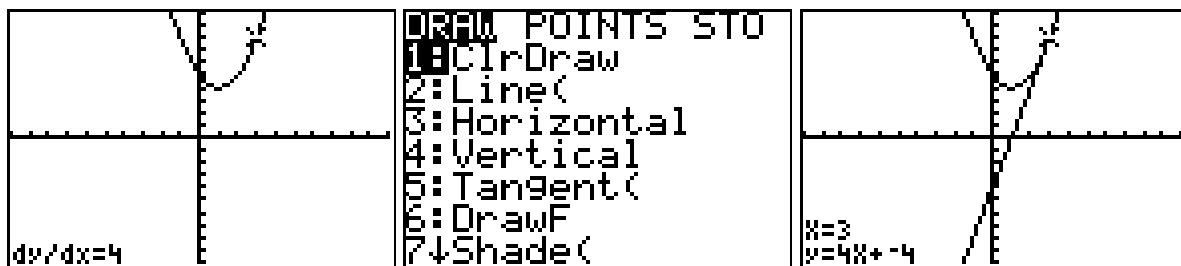 dy/dx=4
DRAW POINTS STO
1:ClrDraw
2:Line(
3:Horizontal
4:Vertical
5:Tangent(
6:DrawF
7↓Shade(
X=3
y=4X+-4